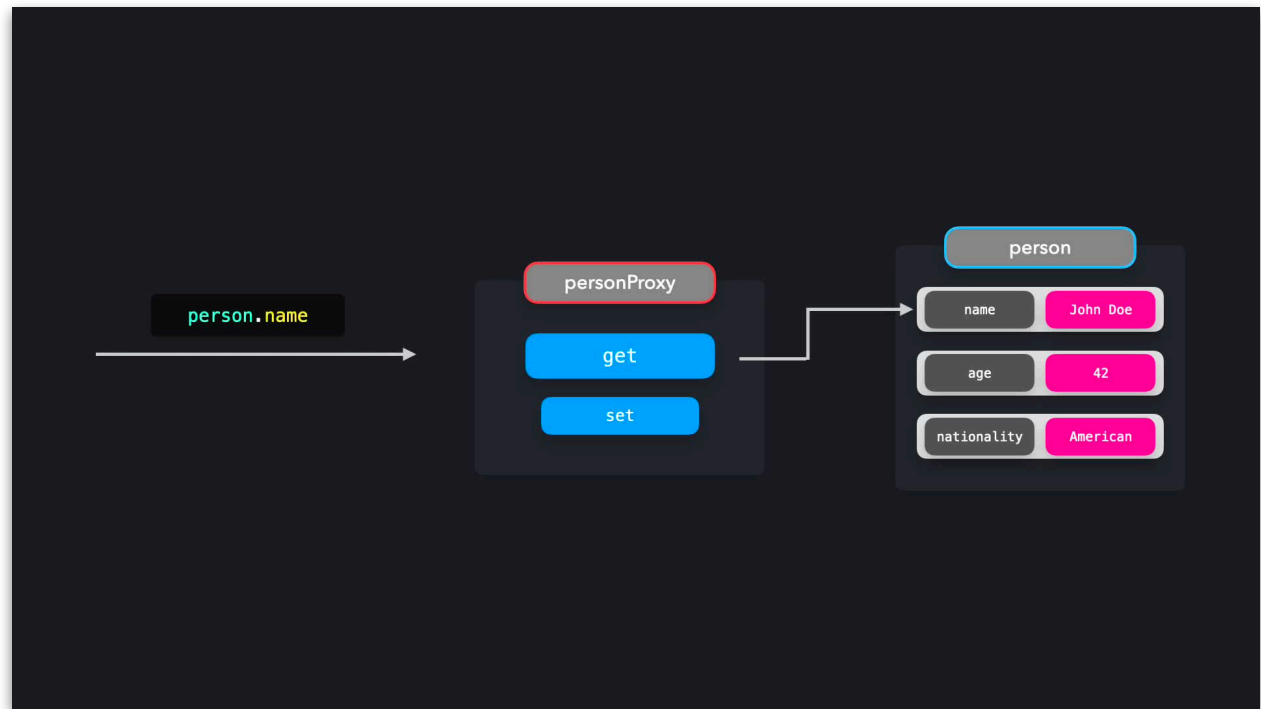 person.name
personProxy
get
set
person
name John Doe
age 42
nationality American